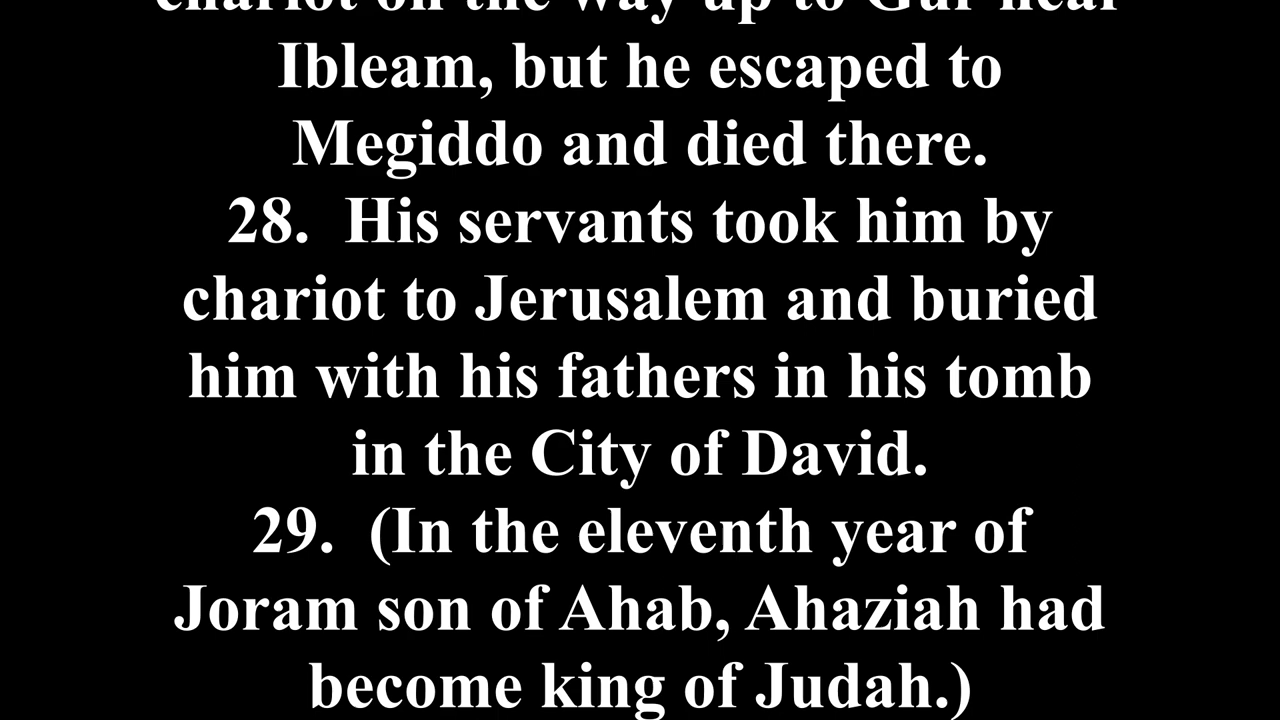 chariot on the way up to Gur near
Ibleam, but he escaped to
Megiddo and died there.
28.  His servants took him by
chariot to Jerusalem and buried
him with his fathers in his tomb
in the City of David.
29.  (In the eleventh year of
Joram son of Ahab, Ahaziah had
become king of Judah.)